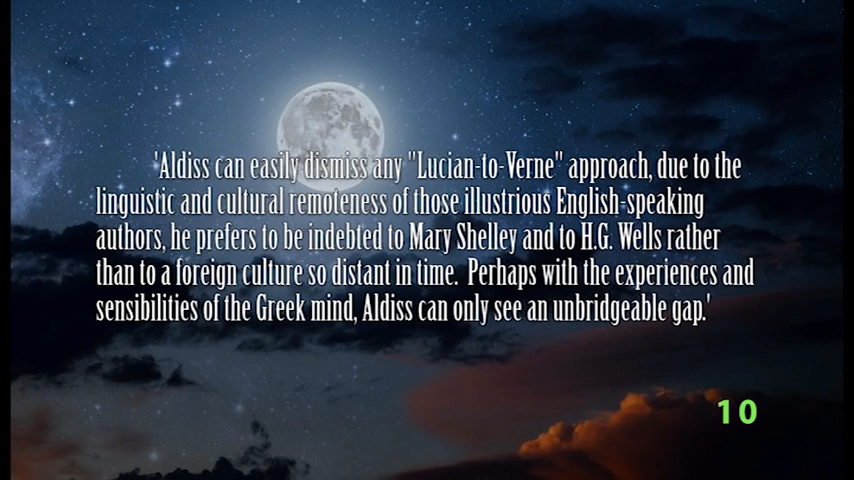 'Aldiss can easily dismiss any "Lucian-to-Verne" approach, due to the
linguistic and cultural remoteness of those illustrious English-speaking
authors, he prefers to be indebted to Mary Shelley and to H.G. Wells rather
than to a foreign culture so distant in time. Perhaps with the experiences and
sensibilities of the Greek mind, Aldiss can only see an unbridgeable gap.'
10